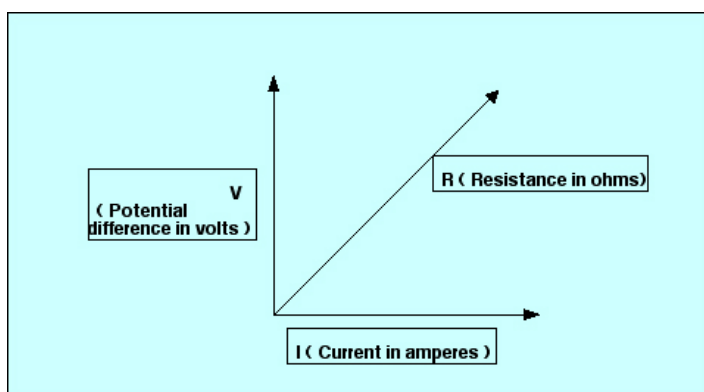 V
( Potential
difference in volts )
R ( Resistance in ohms)
I ( Current in amperes )